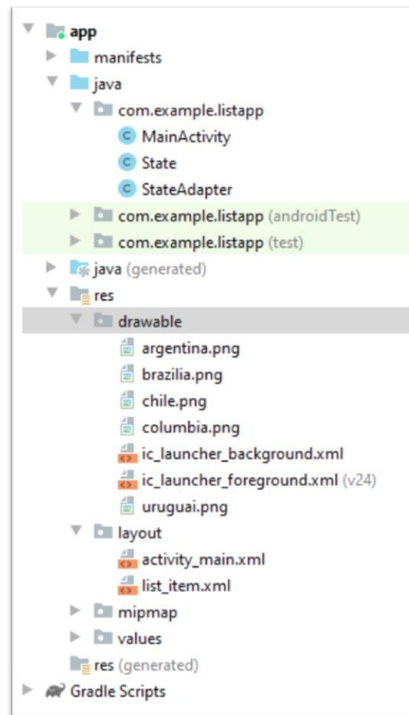 app
manifests
java
com.example.listapp
MainActivity
State
StateAdapter
com.example.listapp (androidTest)
com.example.listapp (test)
java (generated)
res
drawable
argentina.png
brazilia.png
chile.png
columbia.png
ic_launcher_background.xml
ic_launcher_foreground.xml (v24)
uruguai.png
layout
activity_main.xml
list_item.xml
mipmap
values
res (generated)
Gradle Scripts